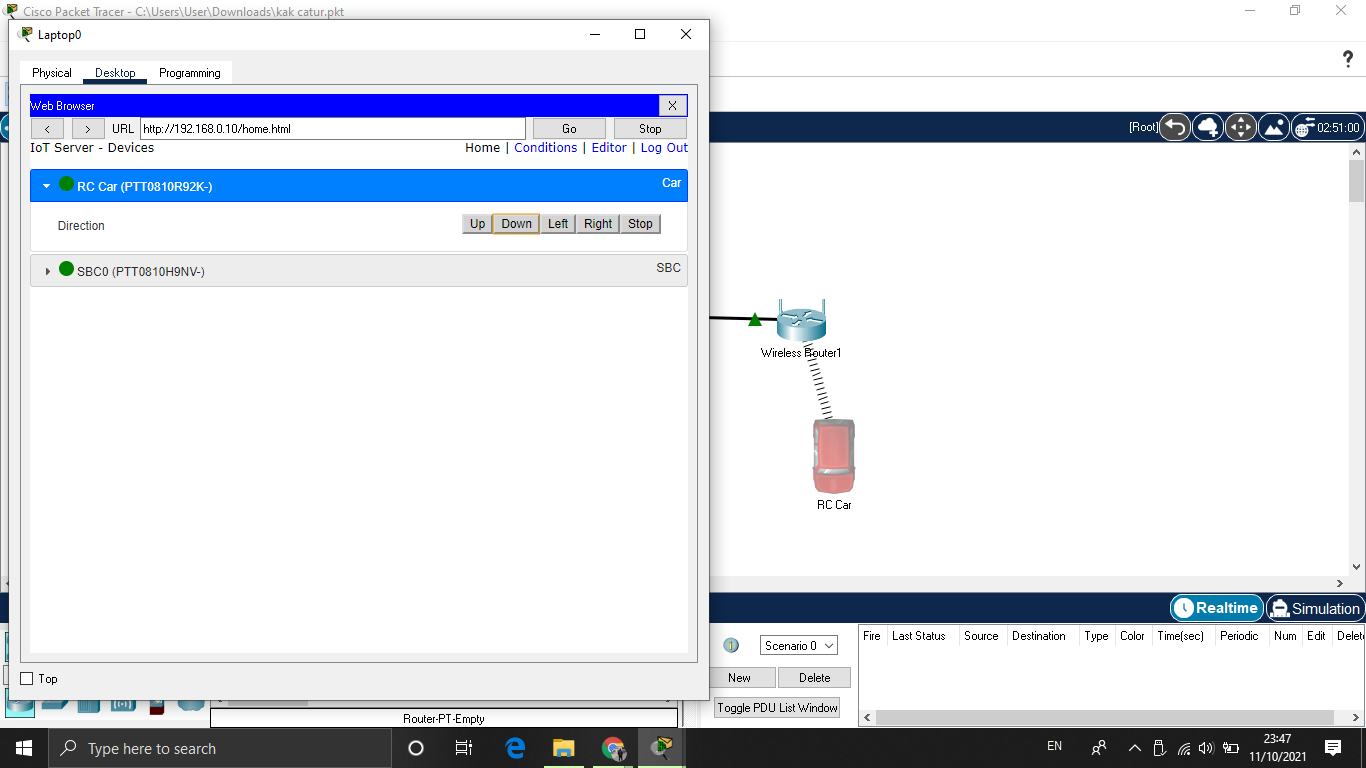 Cisco Packet Tracer - C:\Users\User\Downloads\kak catur.pkt
Laptop0
Physical Desktop Programming
Web Browser X
< > URL http://192.168.0.10/home.html Go Stop
IoT Server - Devices Home | Conditions | Editor | Log Out
RC Car (PTT0810R92K-) Car
Direction Up Down Left Right Stop
SBC0 (PTT0810H9NV-) SBC
Top
?
[Root] 02:51:00
Wireless Router1
RC Car
Realtime Simulation
Scenario 0
New Delete
Toggle PDU List Window
Fire Last Status Source Destination Type Color Time(sec) Periodic Num Edit Delet
Router-PT-Empty
Type here to search
EN
23:47
11/10/2021